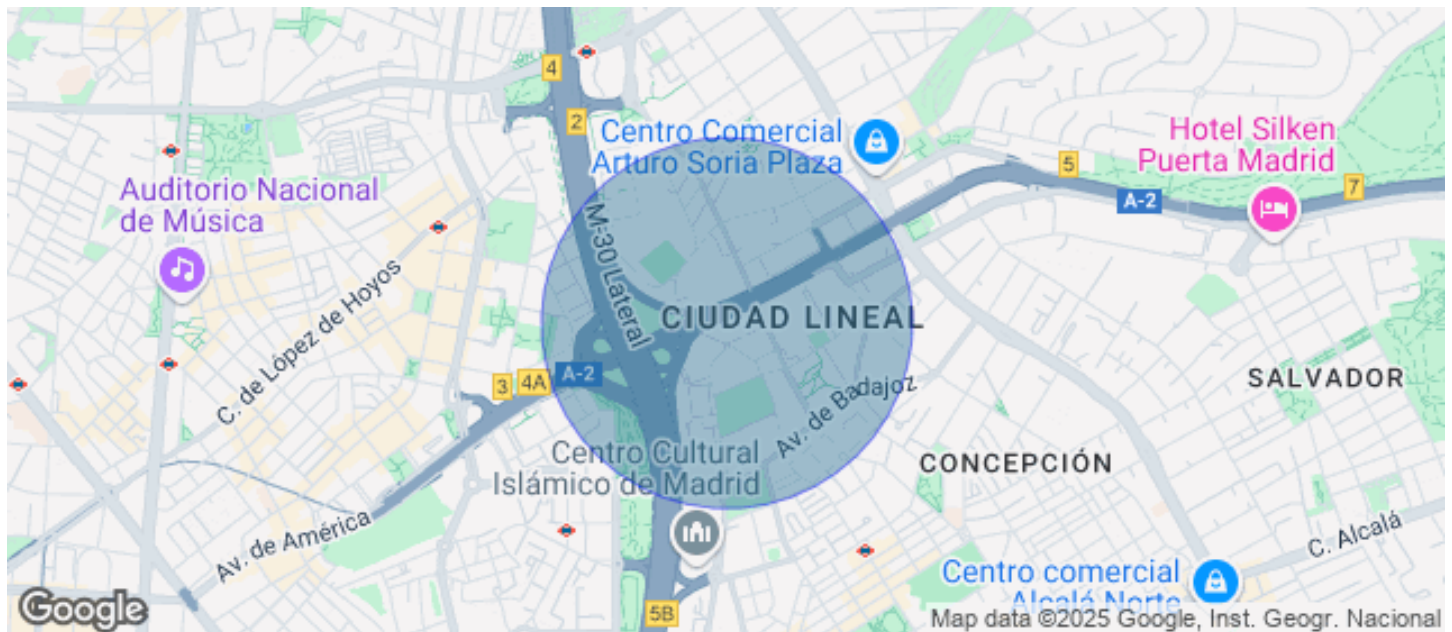 4
2
Centro Comercial
Arturo Soria Plaza
Hotel Silken
Puerta Madrid
5
7
A-2
Auditorio Nacional
de Música
M-30 Lateral
C. de López de Hoyos
CIUDAD LINEAL
3
4A
A-2
SALVADOR
Av. de Badajoz
Centro Cultural
Islámico de Madrid
CONCEPCIÓN
Av. de América
C. Alcalá
Centro comercial
Alcalá Norte
5B
Google
Map data ©2025 Google, Inst. Geogr. Nacional